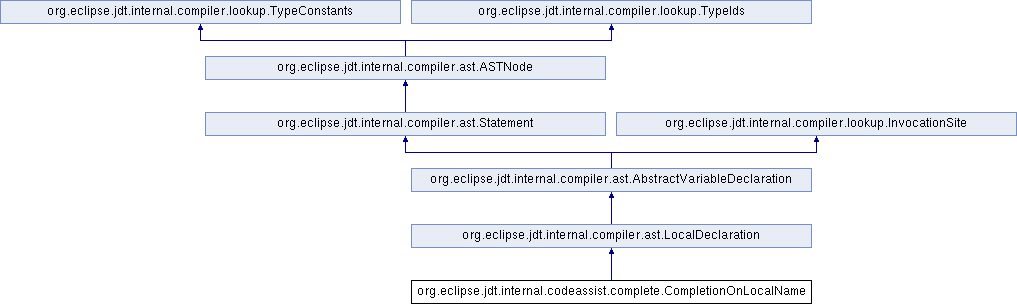 org.eclipse.jdt.internal.compiler.lookup.TypeConstants
org.eclipse.jdt.internal.compiler.lookup.TypeIds
org.eclipse.jdt.internal.compiler.ast.ASTNode
org.eclipse.jdt.internal.compiler.ast.Statement
org.eclipse.jdt.internal.compiler.lookup.InvocationSite
org.eclipse.jdt.internal.compiler.ast.AbstractVariableDeclaration
org.eclipse.jdt.internal.compiler.ast.LocalDeclaration
org.eclipse.jdt.internal.codeassist.complete.CompletionOnLocalName